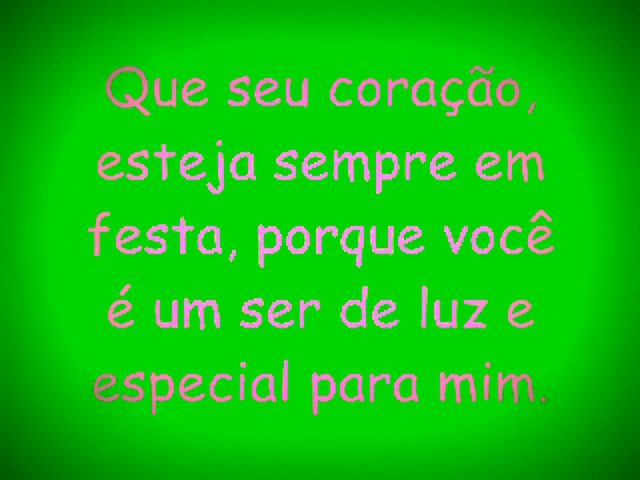 Que seu coração,
esteja sempre em
festa, porque você
é um ser de luz e
especial para mim.